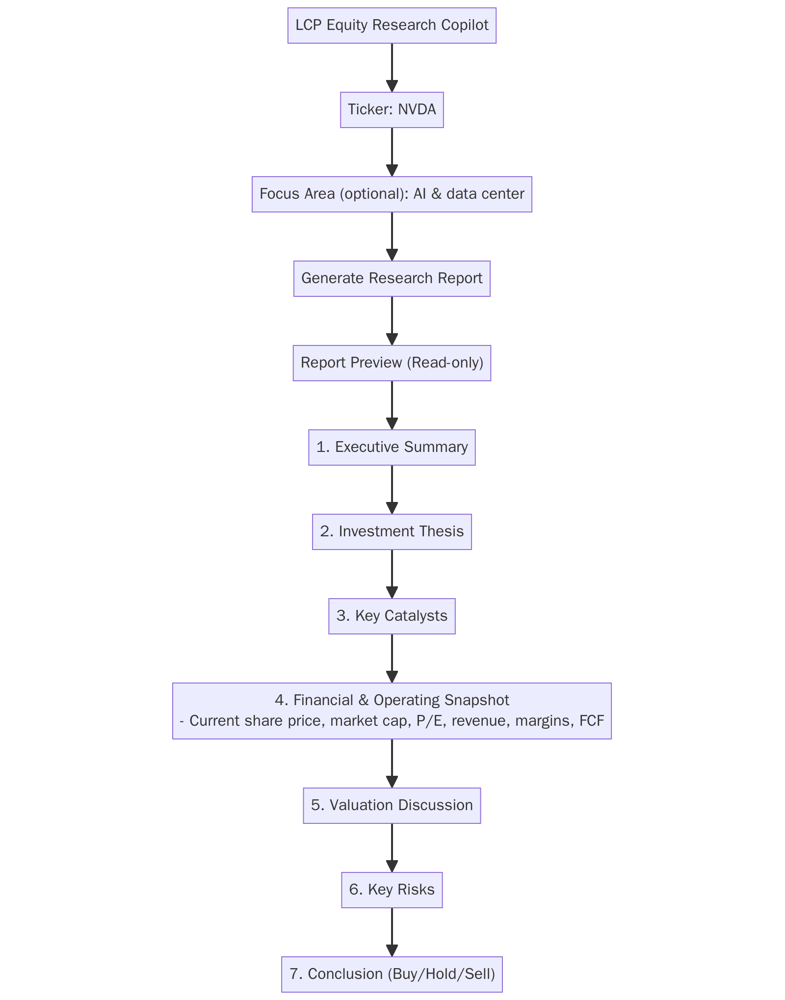 LCP Equity Research Copilot
Ticker: NVDA
Focus Area (optional): AI & data center
Generate Research Report
Report Preview (Read-only)
1. Executive Summary
2. Investment Thesis
3. Key Catalysts
4. Financial & Operating Snapshot
- Current share price, market cap, P/E, revenue, margins, FCF
5. Valuation Discussion
6. Key Risks
7. Conclusion (Buy/Hold/Sell)